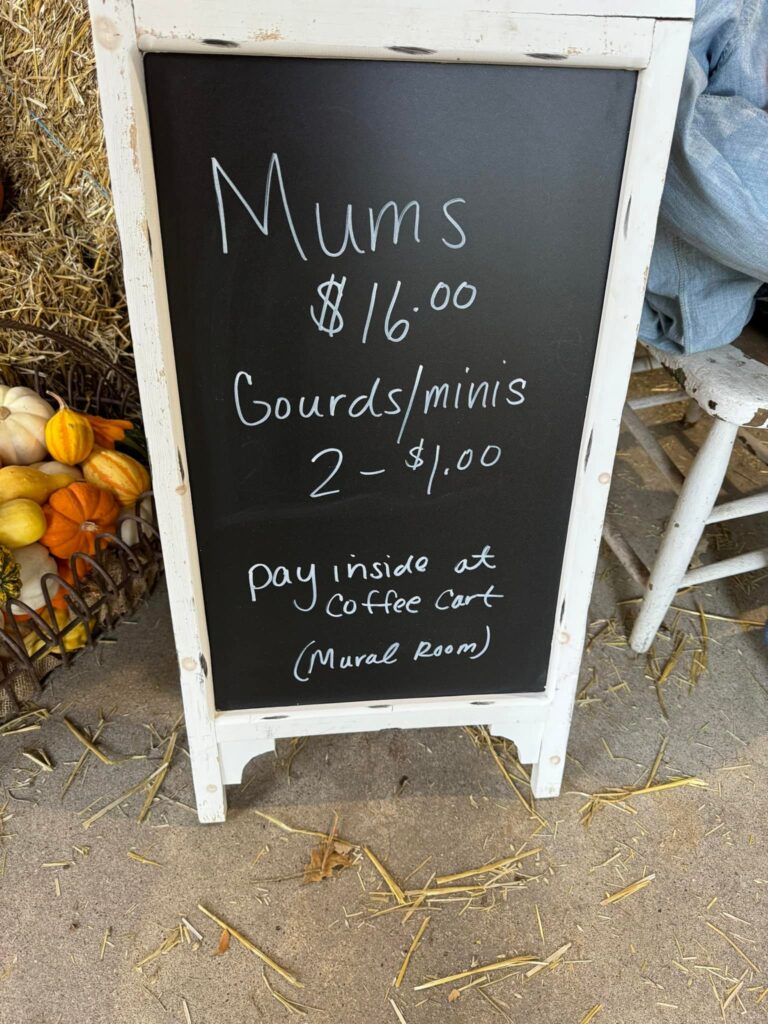 Mums
$16.00
Gourds/minis
2 - $1.00
pay inside at
coffee cart
(Mural Room)